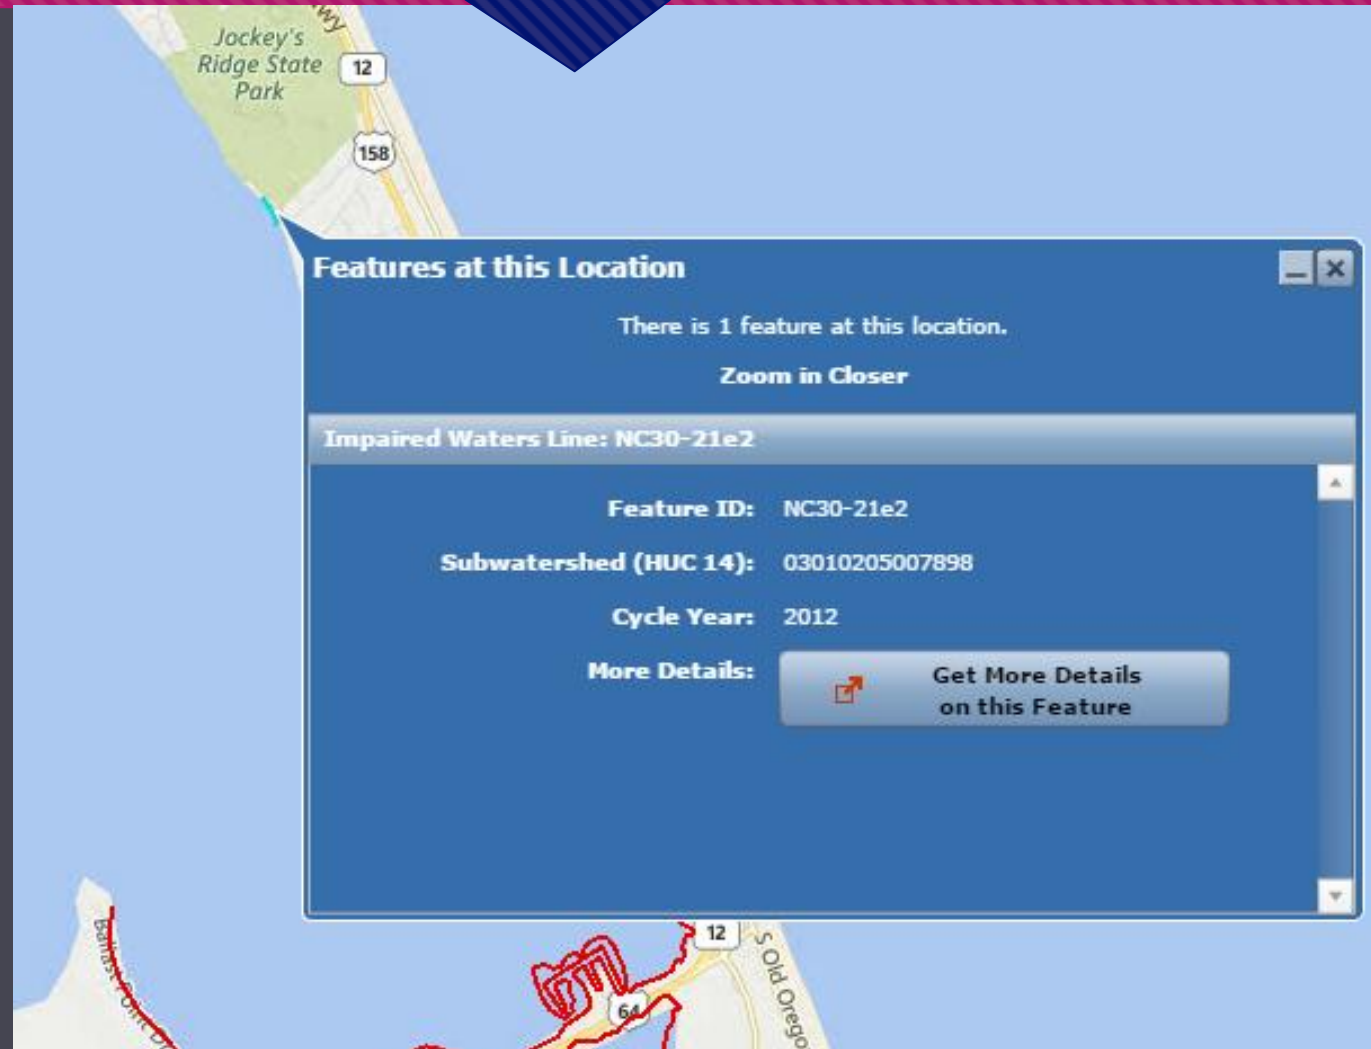 Hwy
Jockey's
Ridge State
Park
12
158
Features at this Location
There is 1 feature at this location.
Zoom in Closer
Impaired Waters Line: NC30-21e2
Feature ID: NC30-21e2
Subwatershed (HUC 14): 03010205007898
Cycle Year: 2012
More Details: Get More Details
on this Feature
12
S Old Orego
64